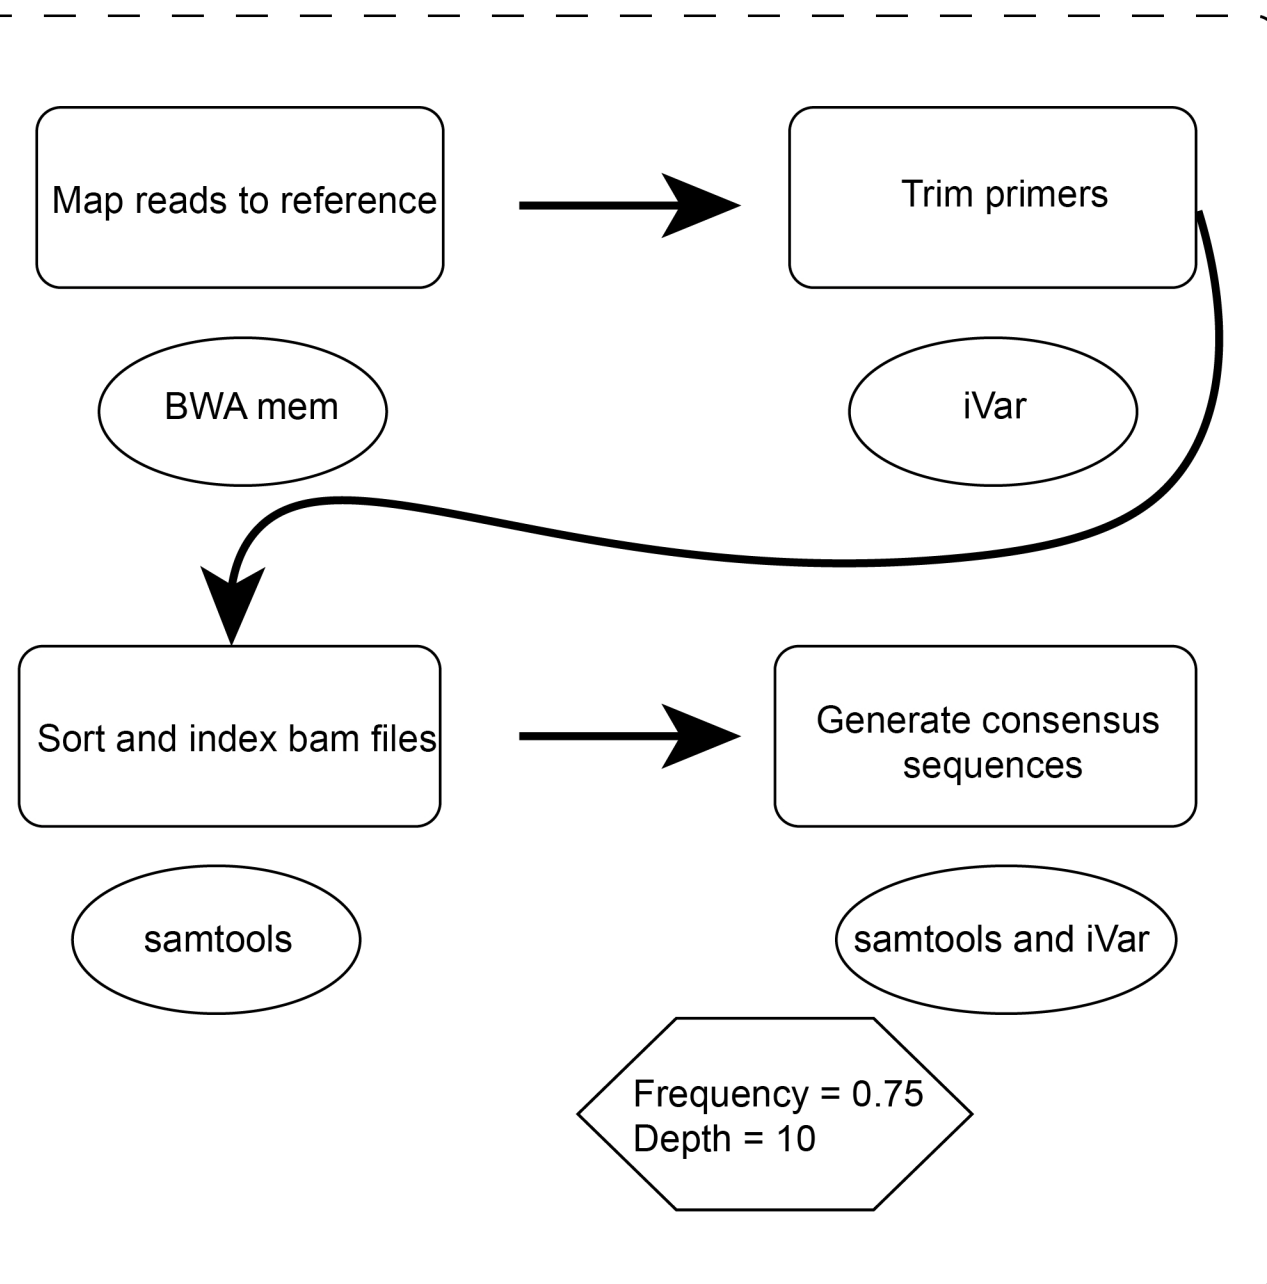 Map reads to reference
Trim primers
BWA mem
iVar
Sort and index bam files
Generate consensus
sequences
samtools
samtools and iVar
Frequency = 0.75
Depth = 10